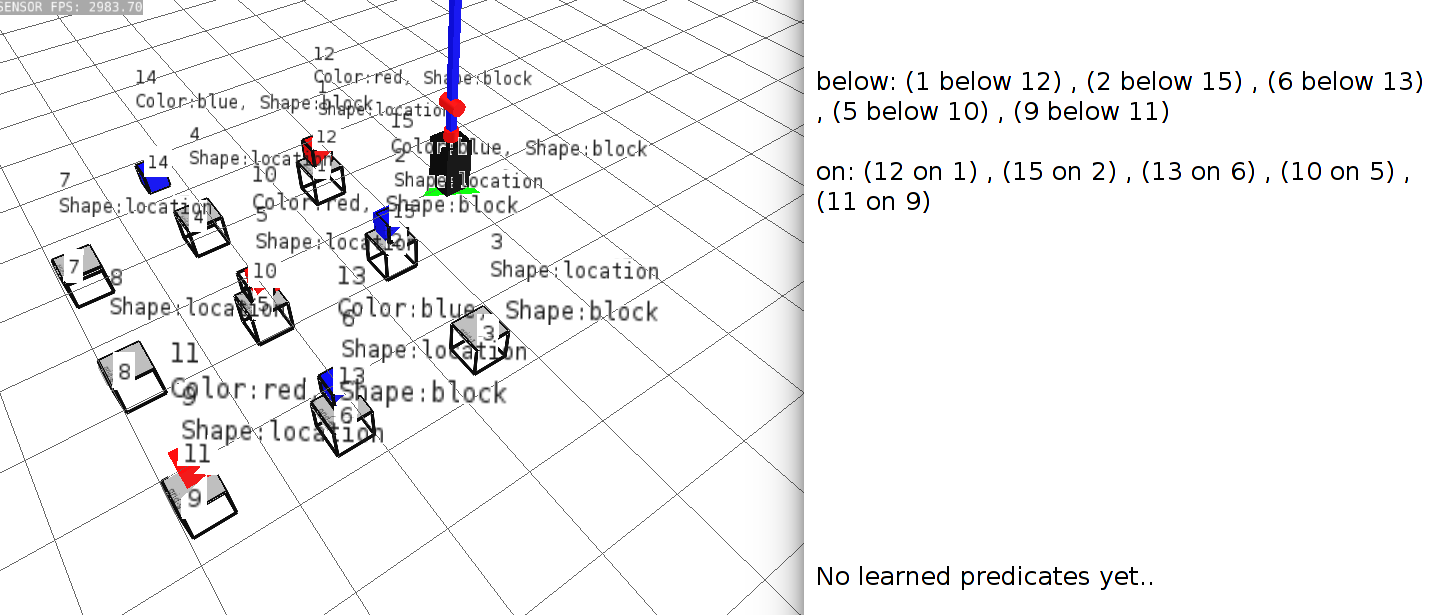 SENSOR FPS: 2983.70
12
Color:red, Shape:block
14
Color:blue, Shape:block
1
Shape:location
15
Color:blue, Shape:block
4
Shape:location
12
1
2
Shape:location
14
7
Shape:location
10
Color:red, Shape:block
15
2
4
5
Shape:location
3
Shape:location
7
8
Shape:location
10
5
13
Color:blue, Shape:block
6
Shape:location
3
11
Color:red, Shape:block
8
13
6
9
Shape:location
11
9
below: (1 below 12) , (2 below 15) , (6 below 13)
, (5 below 10) , (9 below 11)
on: (12 on 1) , (15 on 2) , (13 on 6) , (10 on 5) ,
(11 on 9)
No learned predicates yet..